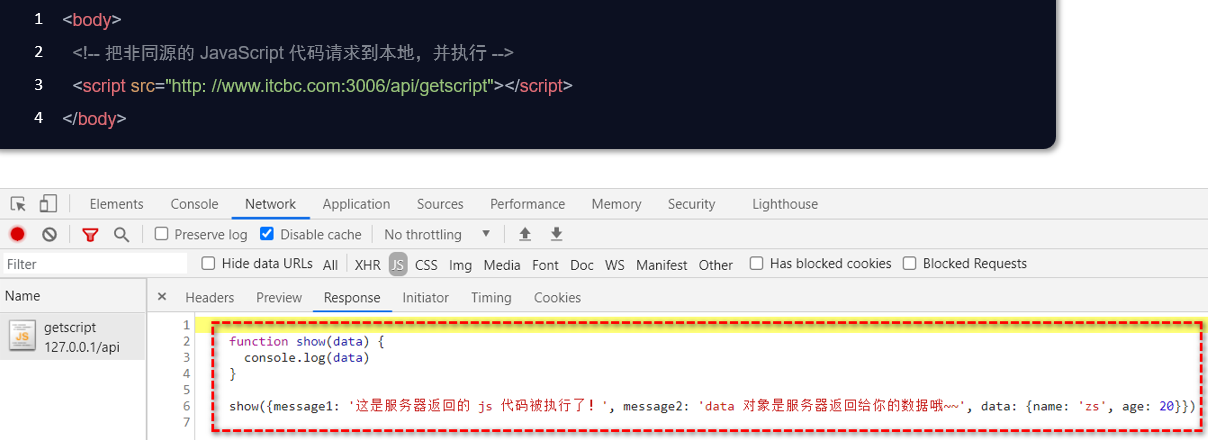 1 <body>
2 <!-- 把非同源的 JavaScript 代码请求到本地，并执行 -->
3 <script src="http: //www.itcbc.com:3006/api/getscript"></script>
4 </body>
Elements Console Network Application Sources Performance Memory Security Lighthouse
Preserve log Disable cache No throttling
Filter Hide data URLs All XHR JS CSS Img Media Font Doc WS Manifest Other Has blocked cookies Blocked Requests
Name × Headers Preview Response Initiator Timing Cookies
JS getscript
127.0.0.1/api
1
2 function show(data) {
3 console.log(data)
4 }
5
6 show({message1: '这是服务器返回的 js 代码被执行了！', message2: 'data 对象是服务器返回给你的数据哦~~', data: {name: 'zs', age: 20}})
7